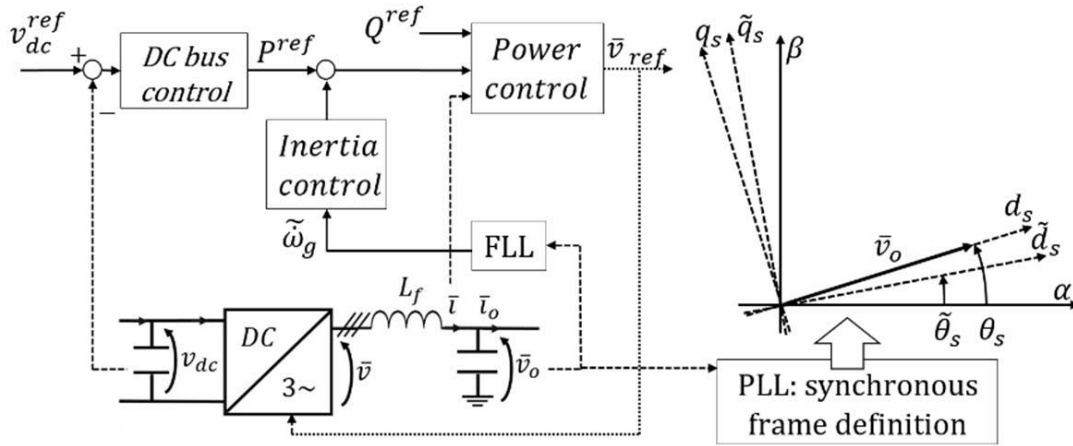 v_dc^ref
+
−
DC bus
control
P^ref
Q^ref
Power
control
v̄_ref
Inertia
control
ω̃̇_g
FLL
L_f
ī
ī_o
v_dc
DC
3~
v̄
v̄_o
q_s
q̃_s
β
d_s
d̃_s
v̄_o
α
θ̃_s
θ_s
PLL: synchronous
frame definition